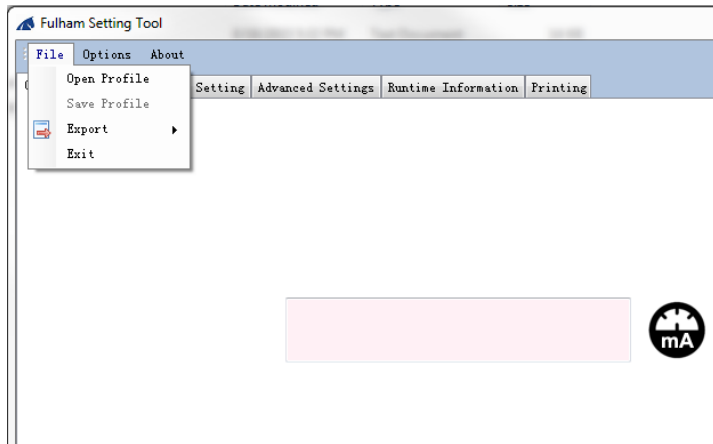 Fulham Setting Tool
File Options About
Setting Advanced Settings Runtime Information Printing
Open Profile
Save Profile
Export
Exit
mA